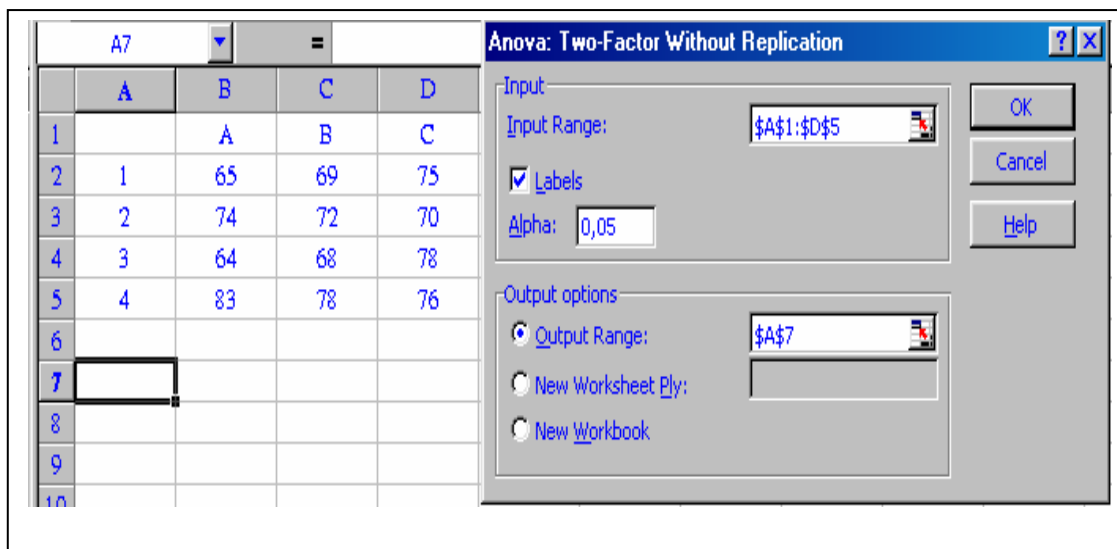 A7 =
A B C D
1 A B C
2 1 65 69 75
3 2 74 72 70
4 3 64 68 78
5 4 83 78 76
6
7
8
9
10
Anova: Two-Factor Without Replication ? X
Input
Input Range: $A$1:$D$5
Labels
Alpha: 0,05
OK
Cancel
Help
Output options
Output Range: $A$7
New Worksheet Ply:
New Workbook